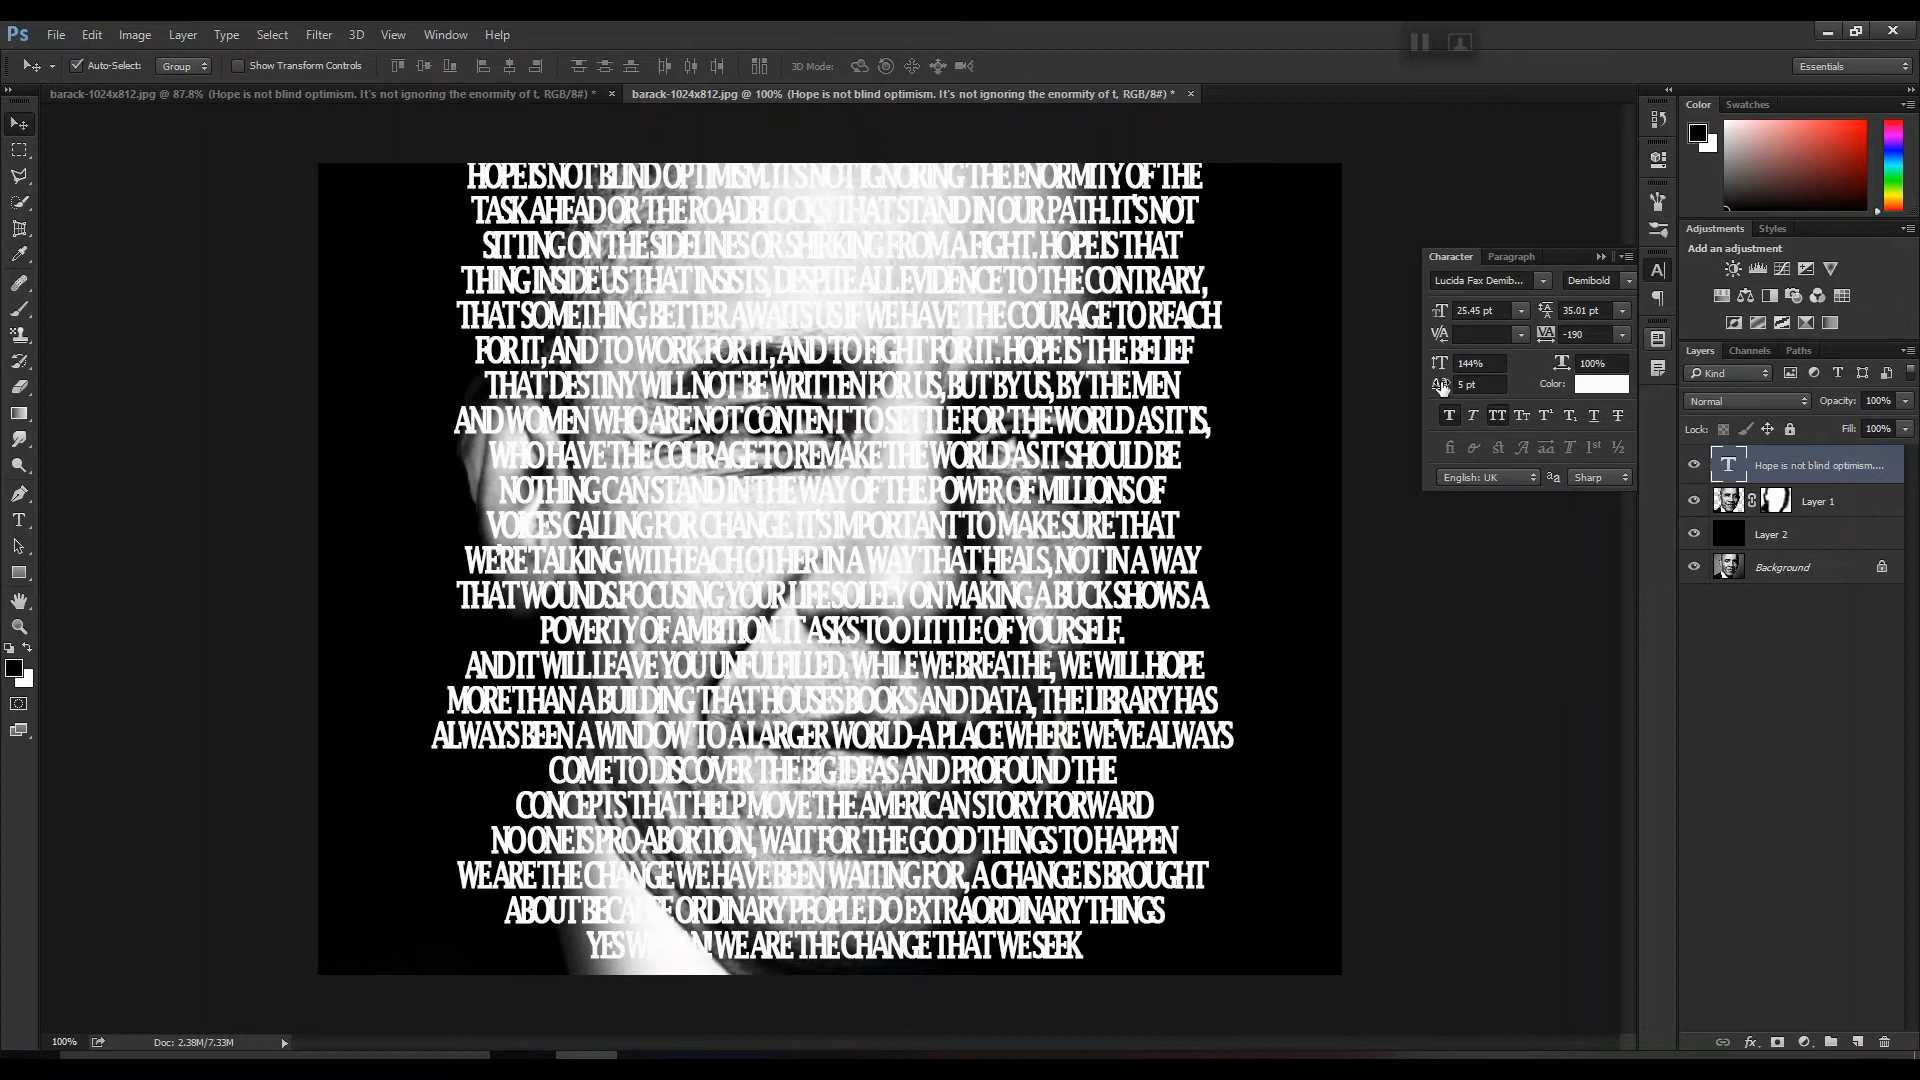 Ps File Edit Image Layer Type Select Filter 3D View Window Help
Auto-Select: Group Show Transform Controls 3D Mode: Essentials
barack-1024x812.jpg @ 87.8% (Hope is not blind optimism. It's not ignoring the enormity of t, RGB/8#) * × barack-1024x812.jpg @ 100% (Hope is not blind optimism. It's not ignoring the enormity of t, RGB/8#) * ×
HOPE IS NOT BLIND OPTIMISM. IT'S NOT IGNORING THE ENORMITY OF THE
TASK AHEAD OR THE ROADBLOCKS THAT STAND IN OUR PATH. IT'S NOT
SITTING ON THE SIDELINES OR SHIRKING FROM A FIGHT. HOPE IS THAT
THING INSIDE US THAT INSISTS, DESPITE ALL EVIDENCE TO THE CONTRARY,
THAT SOMETHING BETTER AWAITS US IF WE HAVE THE COURAGE TO REACH
FOR IT, AND TO WORK FOR IT, AND TO FIGHT FOR IT. HOPE IS THE BELIEF
THAT DESTINY WILL NOT BE WRITTEN FOR US, BUT BY US, BY THE MEN
AND WOMEN WHO ARE NOT CONTENT TO SETTLE FOR THE WORLD AS IT IS,
WHO HAVE THE COURAGE TO REMAKE THE WORLD AS IT SHOULD BE
NOTHING CAN STAND IN THE WAY OF THE POWER OF MILLIONS OF
VOICES CALLING FOR CHANGE. IT'S IMPORTANT TO MAKE SURE THAT
WE'RE TALKING WITH EACH OTHER IN A WAY THAT HEALS, NOT IN A WAY
THAT WOUNDS.FOCUSING YOUR LIFE SOLELY ON MAKING A BUCK SHOWS A
POVERTY OF AMBITION. IT ASKS TOO LITTLE OF YOURSELF.
AND IT WILL LEAVE YOU UNFULFILLED. WHILE WE BREATHE, WE WILL HOPE
MORE THAN A BUILDING THAT HOUSES BOOKS AND DATA, THE LIBRARY HAS
ALWAYS BEEN A WINDOW TO A LARGER WORLD-A PLACE WHERE WE'VE ALWAYS
COME TO DISCOVER THE BIG IDEAS AND PROFOUND THE
CONCEPTS THAT HELP MOVE THE AMERICAN STORY FORWARD
NO ONE IS PRO-ABORTION, WAIT FOR THE GOOD THINGS TO HAPPEN
WE ARE THE CHANGE WE HAVE BEEN WAITING FOR, A CHANGE IS BROUGHT
ABOUT BECAUSE ORDINARY PEOPLE DO EXTRAORDINARY THINGS
YES WE CAN! WE ARE THE CHANGE THAT WE SEEK
100% Doc: 2.38M/7.33M
Character Paragraph
Lucida Fax Demib... Demibold
25.45 pt 35.01 pt
-190
144% 100%
5 pt Color:
English: UK Sharp
Color Swatches
Adjustments Styles
Add an adjustment
Layers Channels Paths
Kind
Normal Opacity: 100%
Lock: Fill: 100%
Hope is not blind optimism....
Layer 1
Layer 2
Background